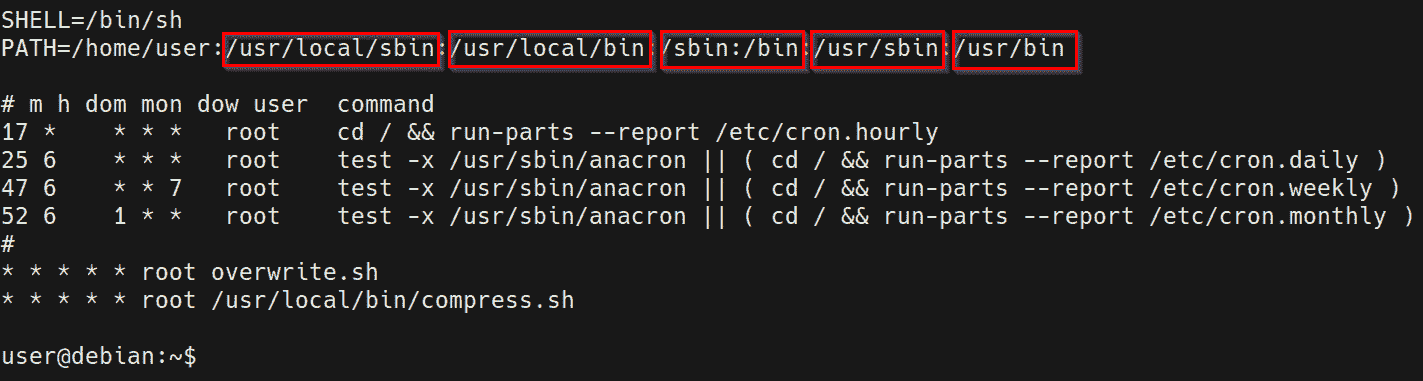 SHELL=/bin/sh
PATH=/home/user:/usr/local/sbin:/usr/local/bin:/sbin:/bin:/usr/sbin:/usr/bin
# m h dom mon dow user  command
17 *    * * *   root    cd / && run-parts --report /etc/cron.hourly
25 6    * * *   root    test -x /usr/sbin/anacron || ( cd / && run-parts --report /etc/cron.daily )
47 6    * * 7   root    test -x /usr/sbin/anacron || ( cd / && run-parts --report /etc/cron.weekly )
52 6    1 * *   root    test -x /usr/sbin/anacron || ( cd / && run-parts --report /etc/cron.monthly )
#
* * * * * root overwrite.sh
* * * * * root /usr/local/bin/compress.sh
user@debian:~$